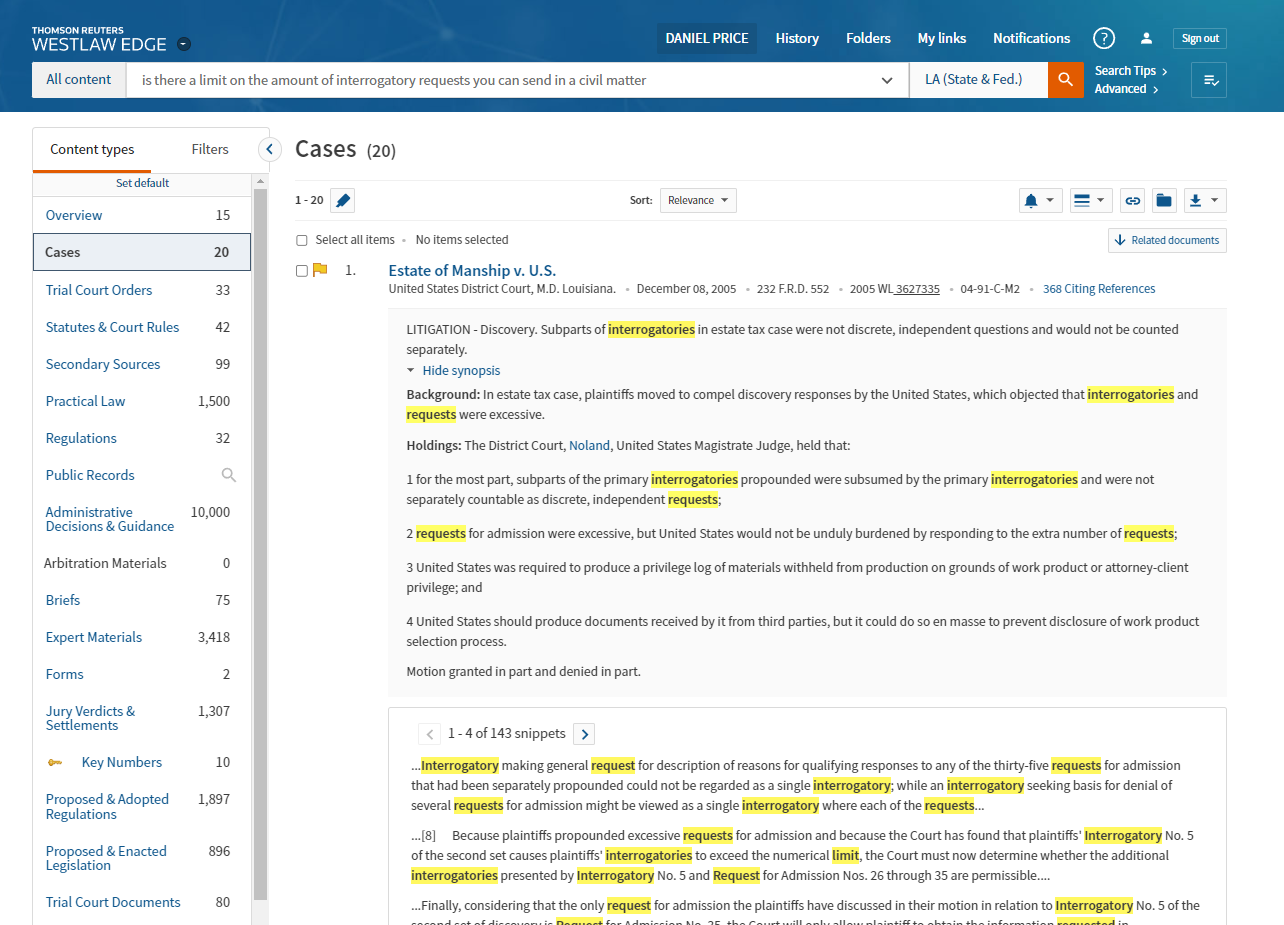 THOMSON REUTERS
WESTLAW EDGE
DANIEL PRICE
History
Folders
My links
Notifications
?
Sign out
All content
is there a limit on the amount of interrogatory requests you can send in a civil matter
LA (State & Fed.)
Search Tips
Advanced
Content types
Filters
Set default
Overview 15
Cases 20
Trial Court Orders 33
Statutes & Court Rules 42
Secondary Sources 99
Practical Law 1,500
Regulations 32
Public Records
Administrative 10,000
Decisions & Guidance
Arbitration Materials 0
Briefs 75
Expert Materials 3,418
Forms 2
Jury Verdicts & 1,307
Settlements
Key Numbers 10
Proposed & Adopted 1,897
Regulations
Proposed & Enacted 896
Legislation
Trial Court Documents 80
Cases (20)
1 - 20
Sort: Relevance
Select all items • No items selected
Related documents
1. Estate of Manship v. U.S.
United States District Court, M.D. Louisiana. • December 08, 2005 • 232 F.R.D. 552 • 2005 WL 3627335 • 04-91-C-M2 • 368 Citing References
LITIGATION - Discovery. Subparts of interrogatories in estate tax case were not discrete, independent questions and would not be counted
separately.
Hide synopsis
Background: In estate tax case, plaintiffs moved to compel discovery responses by the United States, which objected that interrogatories and
requests were excessive.
Holdings: The District Court, Noland, United States Magistrate Judge, held that:
1 for the most part, subparts of the primary interrogatories propounded were subsumed by the primary interrogatories and were not
separately countable as discrete, independent requests;
2 requests for admission were excessive, but United States would not be unduly burdened by responding to the extra number of requests;
3 United States was required to produce a privilege log of materials withheld from production on grounds of work product or attorney-client
privilege; and
4 United States should produce documents received by it from third parties, but it could do so en masse to prevent disclosure of work product
selection process.
Motion granted in part and denied in part.
1 - 4 of 143 snippets
...Interrogatory making general request for description of reasons for qualifying responses to any of the thirty-five requests for admission
that had been separately propounded could not be regarded as a single interrogatory; while an interrogatory seeking basis for denial of
several requests for admission might be viewed as a single interrogatory where each of the requests...
...[8] Because plaintiffs propounded excessive requests for admission and because the Court has found that plaintiffs' Interrogatory No. 5
of the second set causes plaintiffs' interrogatories to exceed the numerical limit, the Court must now determine whether the additional
interrogatories presented by Interrogatory No. 5 and Request for Admission Nos. 26 through 35 are permissible....
...Finally, considering that the only request for admission the plaintiffs have discussed in their motion in relation to Interrogatory No. 5 of the
second set of discovery is Request for Admission No. 35, the Court will only allow plaintiff to obtain the information requested in